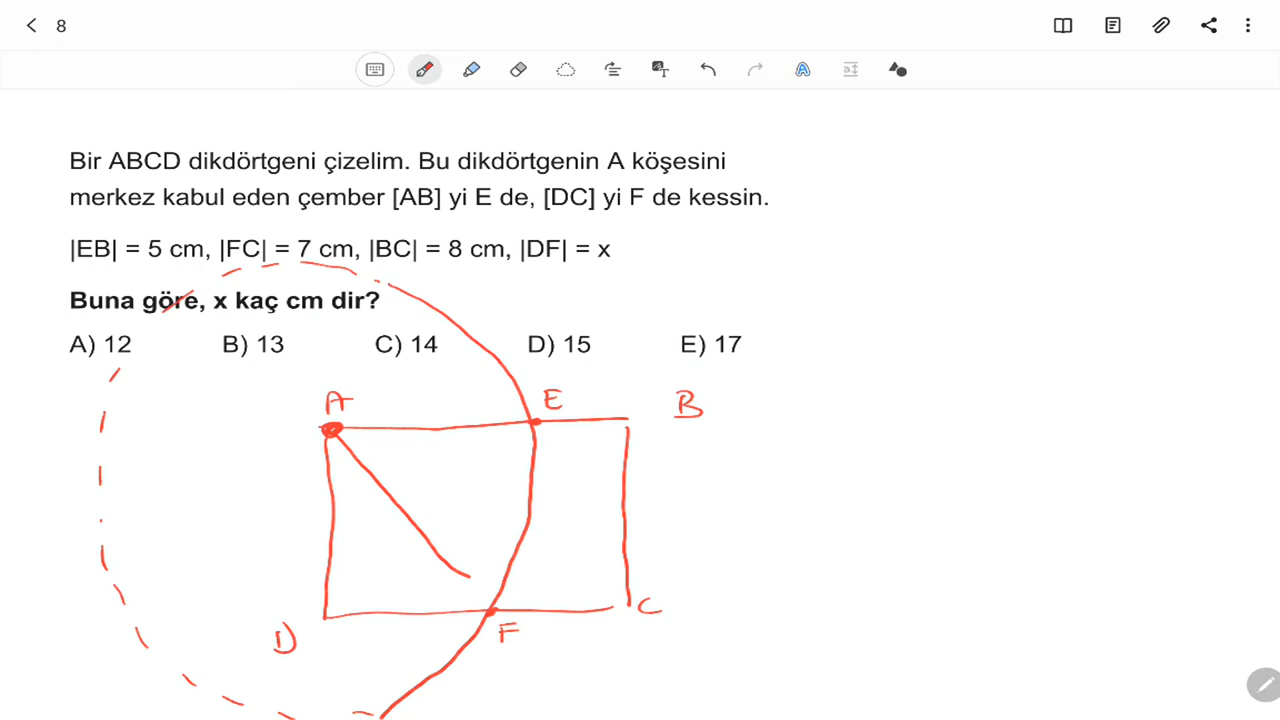 8
Bir ABCD dikdörtgeni çizelim. Bu dikdörtgenin A köşesini
merkez kabul eden çember [AB] yi E de, [DC] yi F de kessin.
|EB| = 5 cm, |FC| = 7 cm, |BC| = 8 cm, |DF| = x
Buna göre, x kaç cm dir?
A) 12 B) 13 C) 14 D) 15 E) 17
A E B
D F C